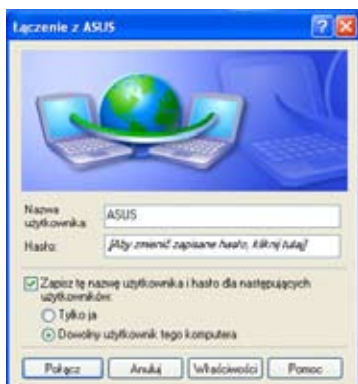 Łączenie z ASUS
Nazwa
użytkownika:
ASUS
Hasło:
[Aby zmienić zapisane hasło, kliknij tutaj]
Zapisz tę nazwę użytkownika i hasło dla następujących
użytkowników:
Tylko ja
Dowolny użytkownik tego komputera
Połącz Anuluj Właściwości Pomoc